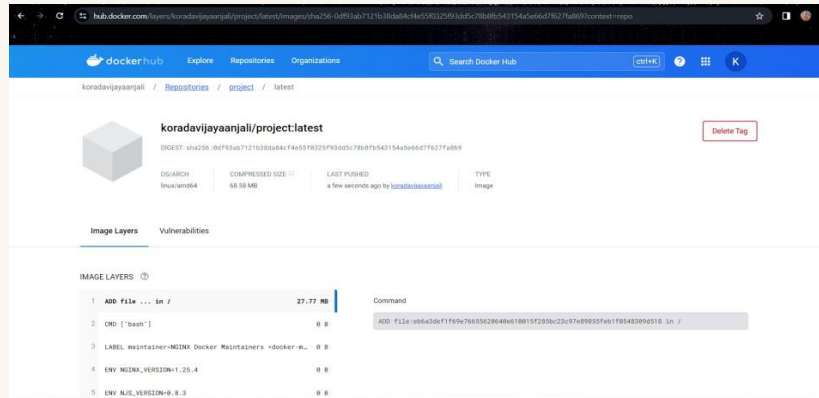 hub.docker.com/layers/koradavijayaanjali/project/latest/images/sha256-0df93ab7121b38da84cf4e55f0325f93dd5c78b8fb543154a5e66d7f627fa869?context=repo
dockerhub Explore Repositories Organizations Search Docker Hub ctrl+K ? K
koradavijayaanjali / Repositories / project / latest
koradavijayaanjali/project:latest
Delete Tag
DIGEST: sha256:0df93ab7121b38da84cf4e55f0325f93dd5c78b8fb543154a5e66d7f627fa869
OS/ARCH COMPRESSED SIZE LAST PUSHED TYPE
linux/amd64 68.58 MB a few seconds ago by koradavijayaanjali Image
Image Layers Vulnerabilities
IMAGE LAYERS ?
1 ADD file ... in / 27.77 MB Command
ADD file:eb6a3def1f69e76655620640e610015f285bc23c97e89855feb1f0548309d518 in /
2 CMD ["bash"] 0 B
3 LABEL maintainer=NGINX Docker Maintainers <docker-m… 0 B
4 ENV NGINX_VERSION=1.25.4 0 B
5 ENV NJS_VERSION=0.8.3 0 B